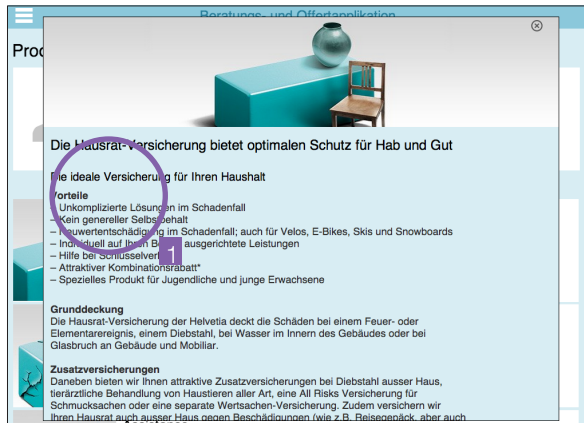 Beratungs- und Offertapplikation
Proc
Die Hausrat-Versicherung bietet optimalen Schutz für Hab und Gut
Die ideale Versicherung für Ihren Haushalt
Vorteile
– Unkomplizierte Lösungen im Schadenfall
– Kein genereller Selbstbehalt
– Neuwertentschädigung im Schadenfall; auch für Velos, E-Bikes, Skis und Snowboards
– Individuell auf Ihren ausgerichtete Leistungen
– Hilfe bei
1
– Attraktiver Kombinationsrabatt*
– Spezielles Produkt für Jugendliche und junge Erwachsene
Grunddeckung
Die Hausrat-Versicherung der Helvetia deckt die Schäden bei einem Feuer- oder
Elementarereignis, einem Diebstahl, bei Wasser im Innern des Gebäudes oder bei
Glasbruch an Gebäude und Mobiliar.
Zusatzversicherungen
Daneben bieten wir Ihnen attraktive Zusatzversicherungen bei Diebstahl ausser Haus,
tierärztliche Behandlung von Haustieren aller Art, eine All Risks Versicherung für
Schmucksachen oder eine separate Wertsachen-Versicherung. Zudem versichern wir
Ihren Hausrat auch ausser Haus gegen Beschädigungen (wie z.B. Reisegepäck, aber auch